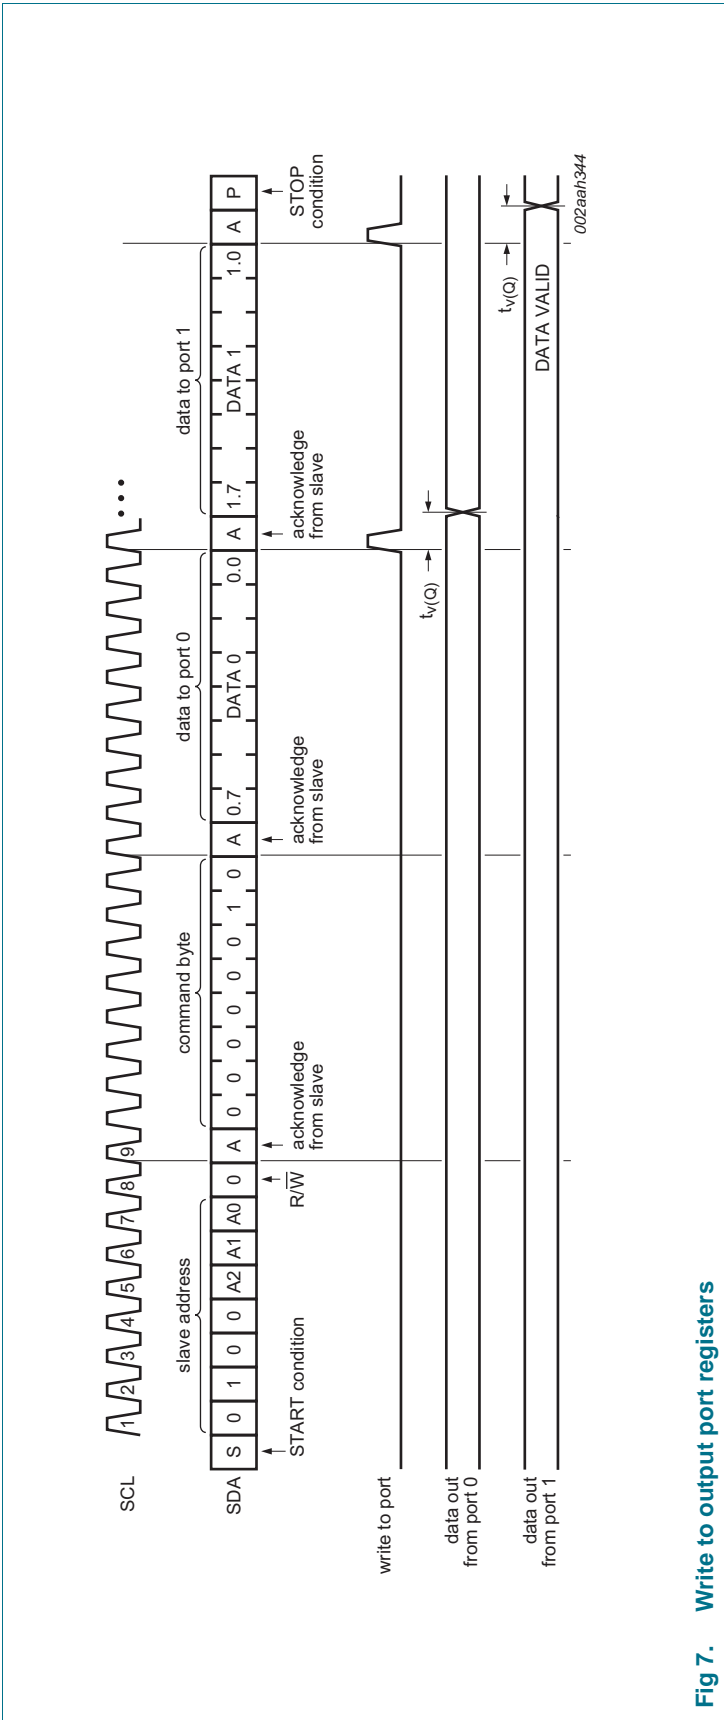 SCL
1 2 3 4 5 6 7 8 9
slave address
command byte
data to port 0
data to port 1
SDA
S 0 1 0 0 A2 A1 A0 0 A 0 0 0 0 0 0 1 0 A 0.7 DATA 0 0.0 A 1.7 DATA 1 1.0 A P
START condition
R/W
acknowledge
from slave
acknowledge
from slave
acknowledge
from slave
STOP
condition
write to port
data out
from port 0
tv(Q)
data out
from port 1
tv(Q)
DATA VALID
002aah344
Fig 7. Write to output port registers